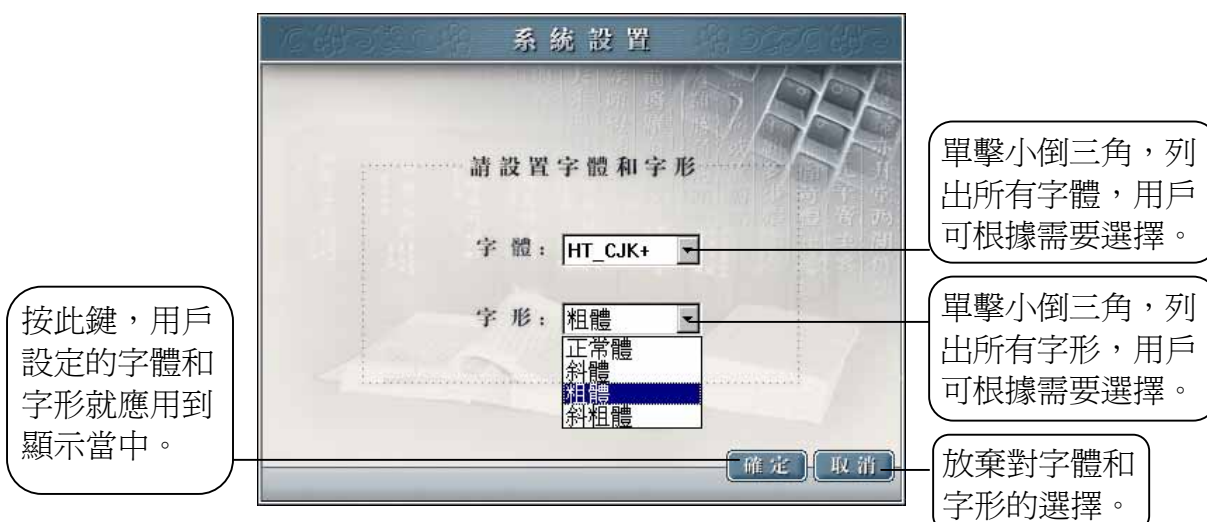 系統設置
請設置字體和字形
字體：HT_CJK+
字形：粗體
正常體
斜體
粗體
斜粗體
確定 取消
單擊小倒三角，列
出所有字體，用戶
可根據需要選擇。
單擊小倒三角，列
出所有字形，用戶
可根據需要選擇。
按此鍵，用戶
設定的字體和
字形就應用到
顯示當中。
放棄對字體和
字形的選擇。